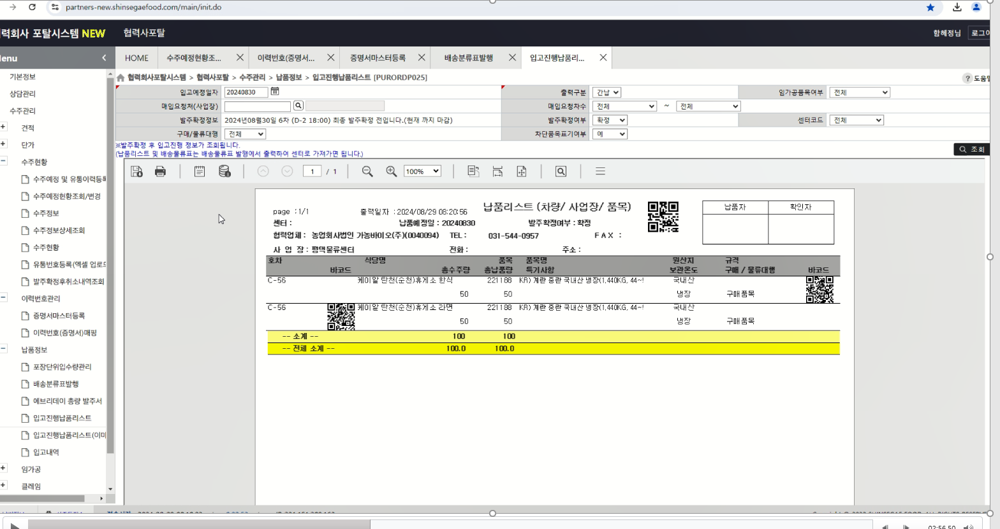 partners-new.shinsegaefood.com/main/init.do
력회사 포탈시스템 NEW 협력사포탈 함혜정님
HOME 수주예정현황조... 이력번호(증명서... 증명서마스터등록 배송분류표발행 입고진행납품리...
협력회사포탈시스템 > 협력사포탈 > 수주관리 > 납품정보 > 입고진행납품리스트 [PURORDP025] ? 도움말
입고예정일자 20240830 출력구분 간납 임가공품목여부 전체
매입요청처(사업장) 매입요청차수 전체 ~ 전체
발주확정정보 2024년08월30일 6차 (D-2 18:00) 최종 발주확정 전입니다.(현재 까지 마감) 발주확정여부 확정 센터코드 전체
구매/물류대행 전체 차단품목표기여부 예
※발주확정 후 입고진행 정보가 조회됩니다.
(납품리스트 및 배송물류표는 배송물류표 발행에서 출력하여 센터로 가져가면 됩니다.)
조회
기본정보
상담관리
수주관리
견적
단가
수주현황
수주예정 및 유통이력등록
수주예정현황조회/변경
수주정보
수주정보상세조회
수주현황
유통번호등록(엑셀 업로드
발주확정후취소내역조회
이력번호관리
증명서마스터등록
이력번호(증명서)매핑
납품정보
포장단위입수량관리
배송분류표발행
에브리데이 총량 발주서
입고진행납품리스트
입고진행납품리스트(이미
입고내역
임가공
클레임
1 / 1 100%
page :1/1 출력일자 :2024/08/29 08:20:56 납품리스트 (차량/ 사업장/ 품목) 납품자 확인자
센터 : 납품예정일 : 20240830 발주확정여부 : 확정
협력업체 : 농업회사법인 가농바이오(주)(0040094) TEL : 031-544-0957 FAX :
사 업 장 : 평택물류센터 전화 : 주소 :
호차 식당명 품목 품목명 원산지 규격
바코드 총수주량 총납품량 특기사항 보관온도 구매 / 물류대행 바코드
C-56 케이알 탄천(순천)휴게소 한식 221188 KR) 계란 중란 국내산 냉장(1,440KG, 44~! 국내산
50 50 냉장 구매품목
C-56 케이알 탄천(순천)휴게소 라면 221188 KR) 계란 중란 국내산 냉장(1,440KG, 44~! 국내산
50 50 냉장 구매품목
-- 소계 -- 100 100
-- 전체 소계 -- 100.0 100.0
02:56.50